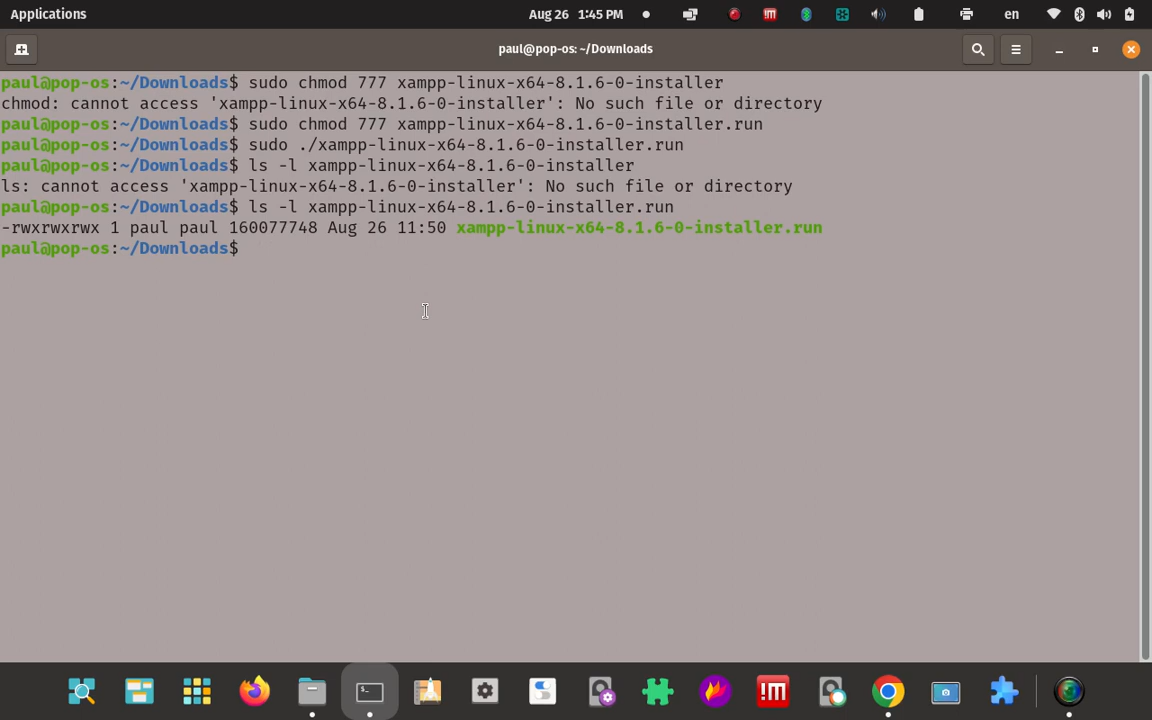 Applications
Aug 26 1:45 PM
en
paul@pop-os: ~/Downloads
paul@pop-os:~/Downloads$ sudo chmod 777 xampp-linux-x64-8.1.6-0-installer
chmod: cannot access 'xampp-linux-x64-8.1.6-0-installer': No such file or directory
paul@pop-os:~/Downloads$ sudo chmod 777 xampp-linux-x64-8.1.6-0-installer.run
paul@pop-os:~/Downloads$ sudo ./xampp-linux-x64-8.1.6-0-installer.run
paul@pop-os:~/Downloads$ ls -l xampp-linux-x64-8.1.6-0-installer
ls: cannot access 'xampp-linux-x64-8.1.6-0-installer': No such file or directory
paul@pop-os:~/Downloads$ ls -l xampp-linux-x64-8.1.6-0-installer.run
-rwxrwxrwx 1 paul paul 160077748 Aug 26 11:50 xampp-linux-x64-8.1.6-0-installer.run
paul@pop-os:~/Downloads$